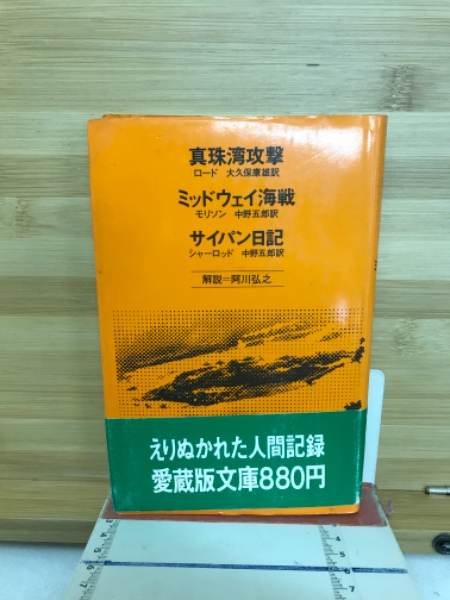 真珠湾攻撃
ロード 大久保康雄訳
ミッドウェイ海戦
モリソン 中野五郎訳
サイパン日記
シャーロッド 中野五郎訳
解説=阿川弘之
えりぬかれた人間記録
愛蔵版文庫880円